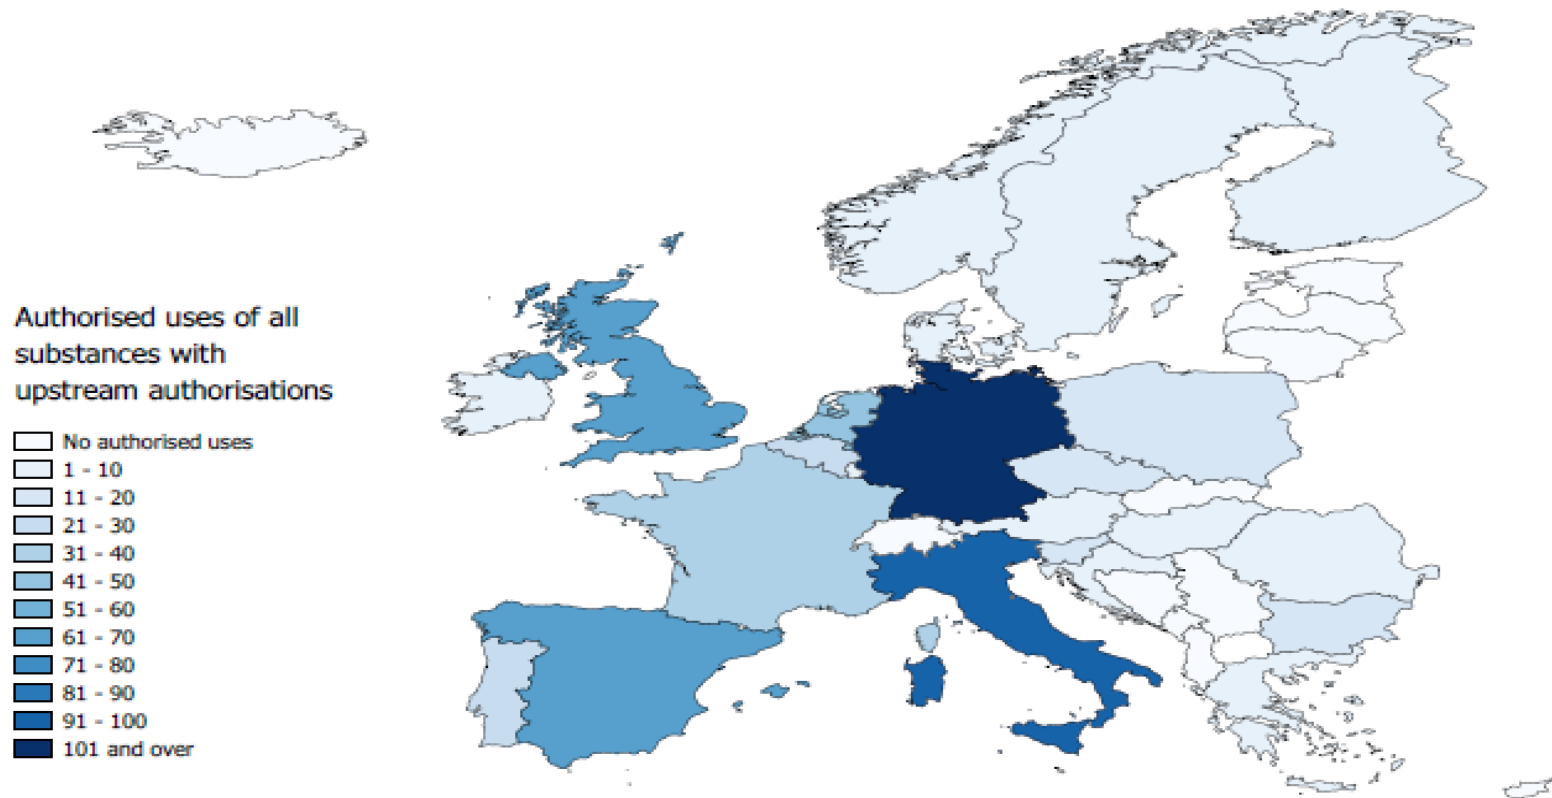 Authorised uses of all
substances with
upstream authorisations
No authorised uses
1 - 10
11 - 20
21 - 30
31 - 40
41 - 50
51 - 60
61 - 70
71 - 80
81 - 90
91 - 100
101 and over